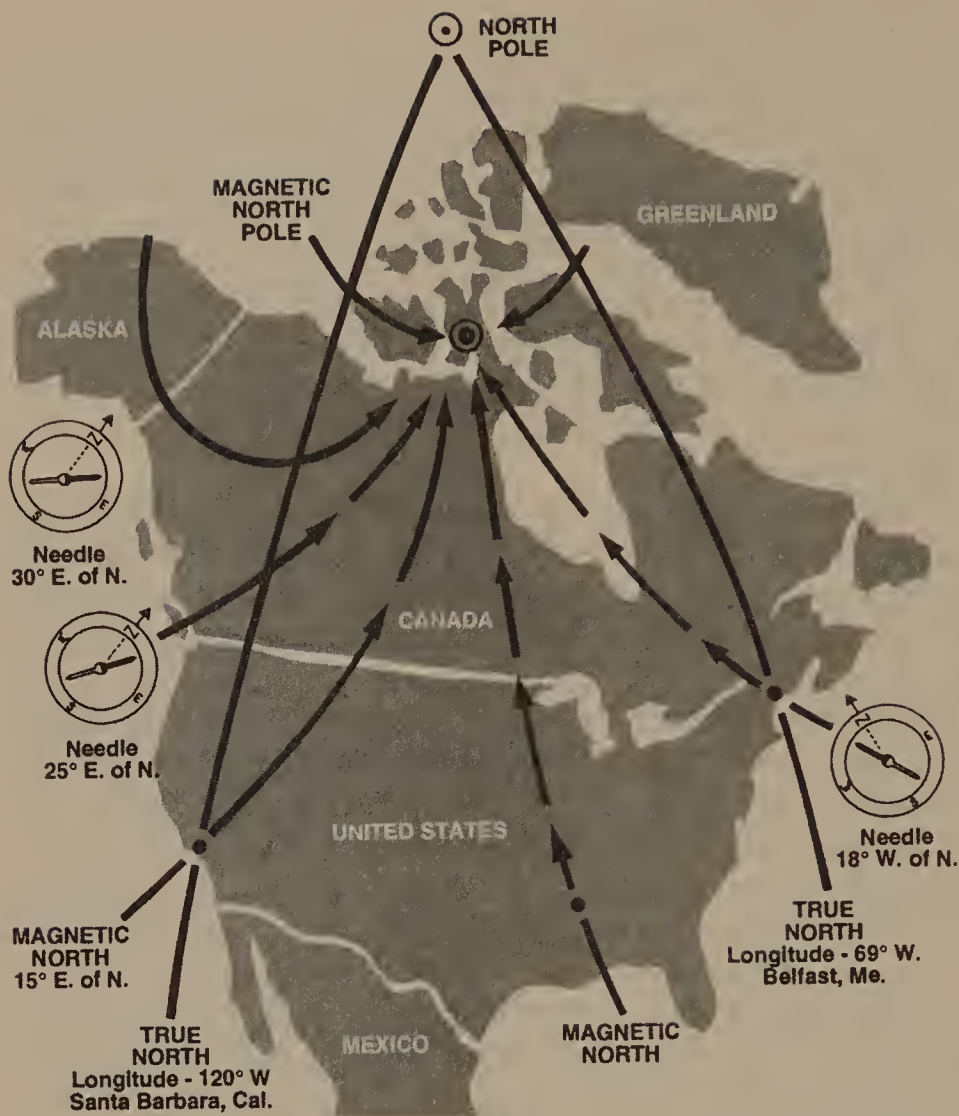 NORTH
POLE
MAGNETIC
NORTH
POLE
GREENLAND
ALASKA
N
E
S
Needle
30° E. of N.
N
E
S
Needle
25° E. of N.
CANADA
UNITED STATES
N
E
S
Needle
18° W. of N.
MAGNETIC
NORTH
15° E. of N.
TRUE
NORTH
Longitude - 69° W.
Belfast, Me.
TRUE
NORTH
Longitude - 120° W
Santa Barbara, Cal.
MEXICO
MAGNETIC
NORTH